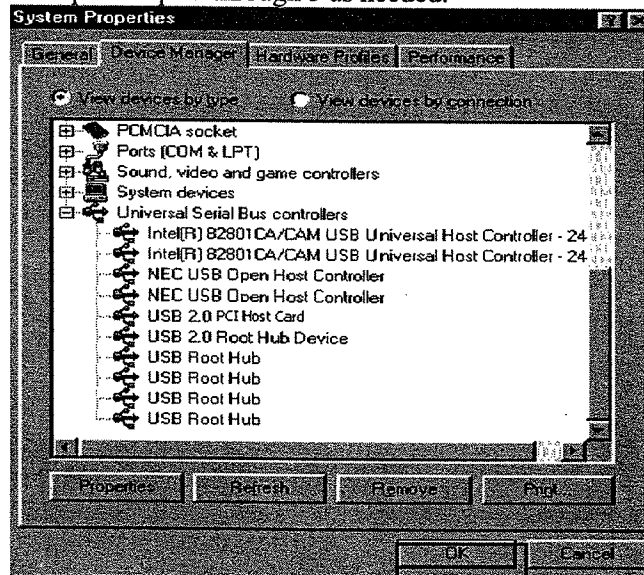 as needed.
System Properties
General Device Manager Hardware Profiles Performance
View devices by type View devices by connection
PCMCIA socket
Ports (COM & LPT)
Sound, video and game controllers
System devices
Universal Serial Bus controllers
Intel(R) 82801CA/CAM USB Universal Host Controller - 24
Intel(R) 82801CA/CAM USB Universal Host Controller - 24
NEC USB Open Host Controller
NEC USB Open Host Controller
USB 2.0 PCI Host Card
USB 2.0 Root Hub Device
USB Root Hub
USB Root Hub
USB Root Hub
USB Root Hub
Properties Refresh Remove Print...
OK Cancel